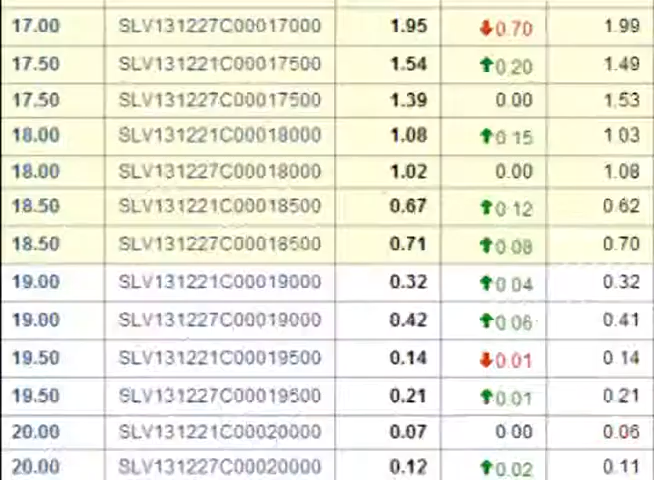 17.00 SLV131227C00017000 1.95 0.70 1.99
17.50 SLV131221C00017500 1.54 0.20 1.49
17.50 SLV131227C00017500 1.39 0.00 1.53
18.00 SLV131221C00018000 1.08 0.15 1.03
18.00 SLV131227C00018000 1.02 0.00 1.08
18.50 SLV131221C00018500 0.67 0.12 0.62
18.50 SLV131227C00018500 0.71 0.08 0.70
19.00 SLV131221C00019000 0.32 0.04 0.32
19.00 SLV131227C00019000 0.42 0.06 0.41
19.50 SLV131221C00019500 0.14 0.01 0.14
19.50 SLV131227C00019500 0.21 0.01 0.21
20.00 SLV131221C00020000 0.07 0.00 0.06
20.00 SLV131227C00020000 0.12 0.02 0.11